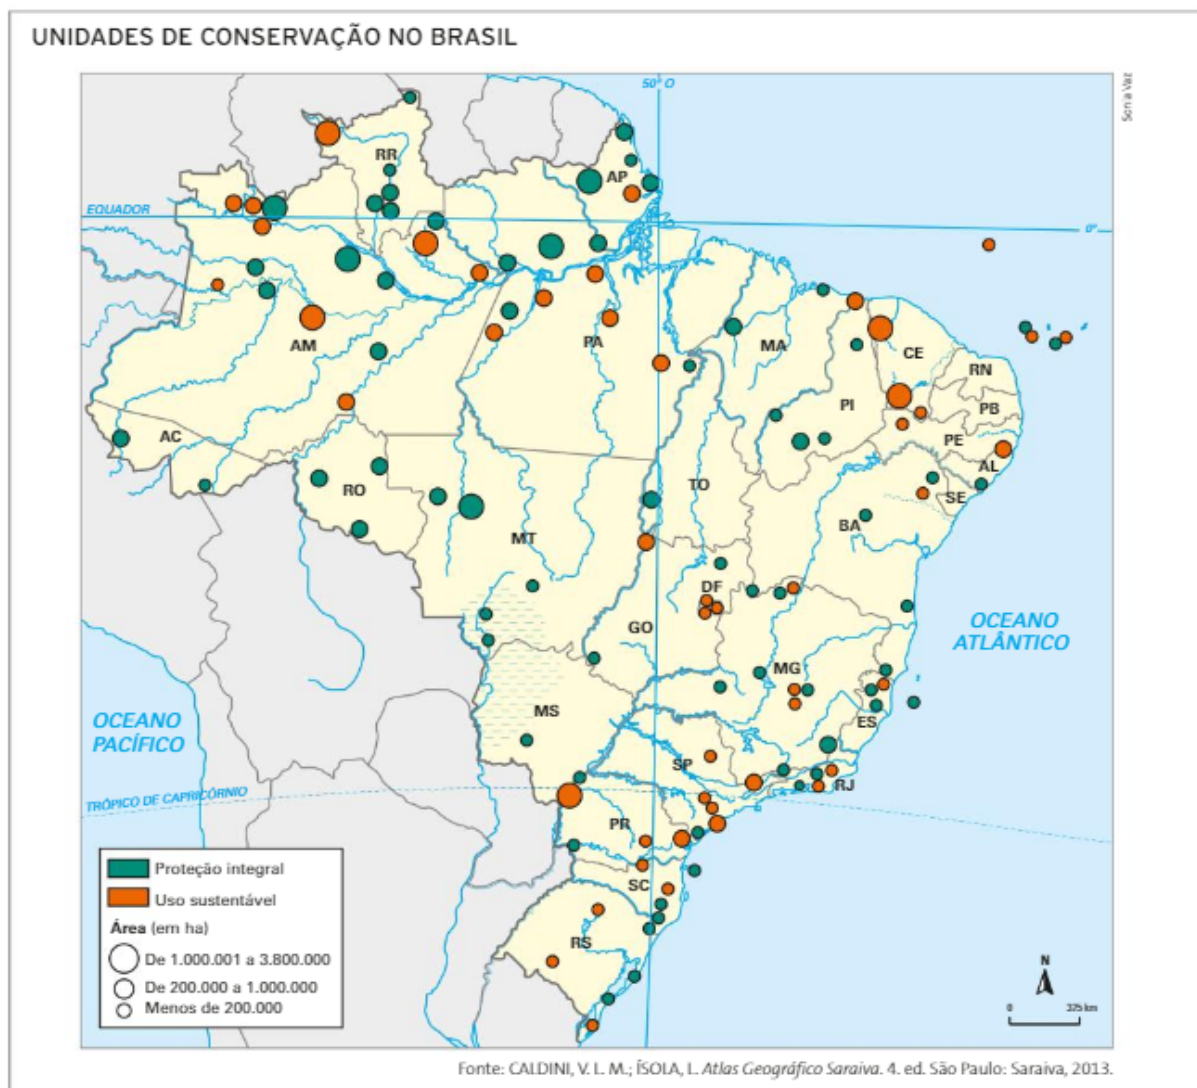 UNIDADES DE CONSERVAÇÃO NO BRASIL
50° O
Sonia Vaz
RR
AP
EQUADOR
0°
AM
PA
MA
CE
RN
PI
PB
AC
PE
AL
TO
RO
SE
BA
MT
DF
GO
OCEANO
ATLÂNTICO
MG
MS
ES
OCEANO
PACÍFICO
SP
RJ
TRÓPICO DE CAPRICÓRNIO
PR
SC
RS
Proteção integral
Uso sustentável
Área (em ha)
De 1.000.001 a 3.800.000
De 200.000 a 1.000.000
Menos de 200.000
N
0 325 km
Fonte: CALDINI, V. L. M.; ÍSOLA, L. Atlas Geográfico Saraiva. 4. ed. São Paulo: Saraiva, 2013.